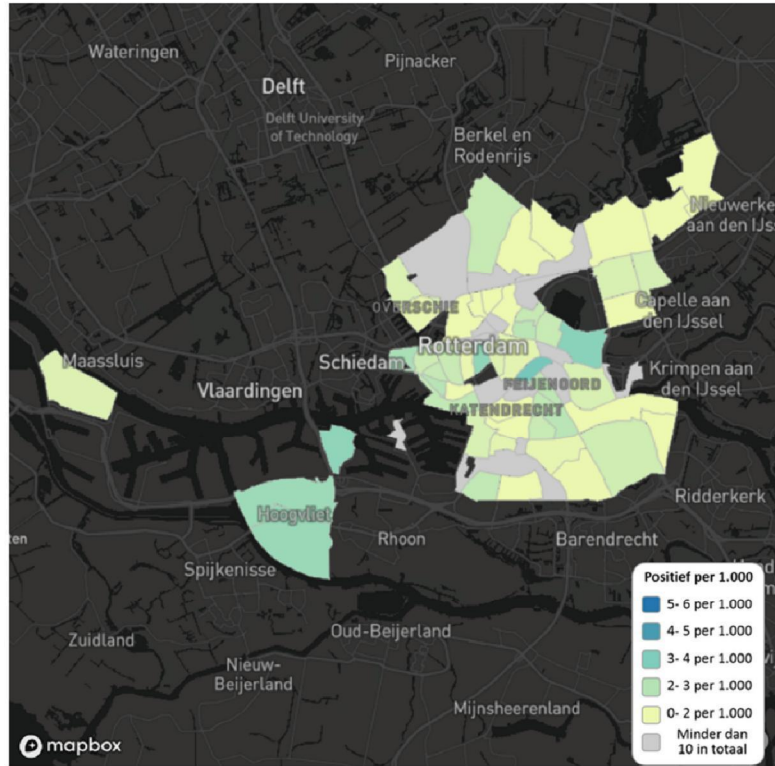 Wateringen
Pijnacker
Delft
Delft University
of Technology
Berkel en
Rodenrijs
Nieuwerke
aan den IJss
OVERSCHIE
Capelle aan
den IJssel
Maassluis
Schiedam
Rotterdam
Vlaardingen
FEIJENOORD
Krimpen aan
den IJssel
KATENDRECHT
Hoogvliet
Ridderkerk
Rhoon
Barendrecht
ten
Spijkenisse
Zuidland
Oud-Beijerland
Nieuw-
Beijerland
Mijnsheerenland
Positief per 1.000
5- 6 per 1.000
4- 5 per 1.000
3- 4 per 1.000
2- 3 per 1.000
0- 2 per 1.000
Minder dan
10 in totaal
mapbox